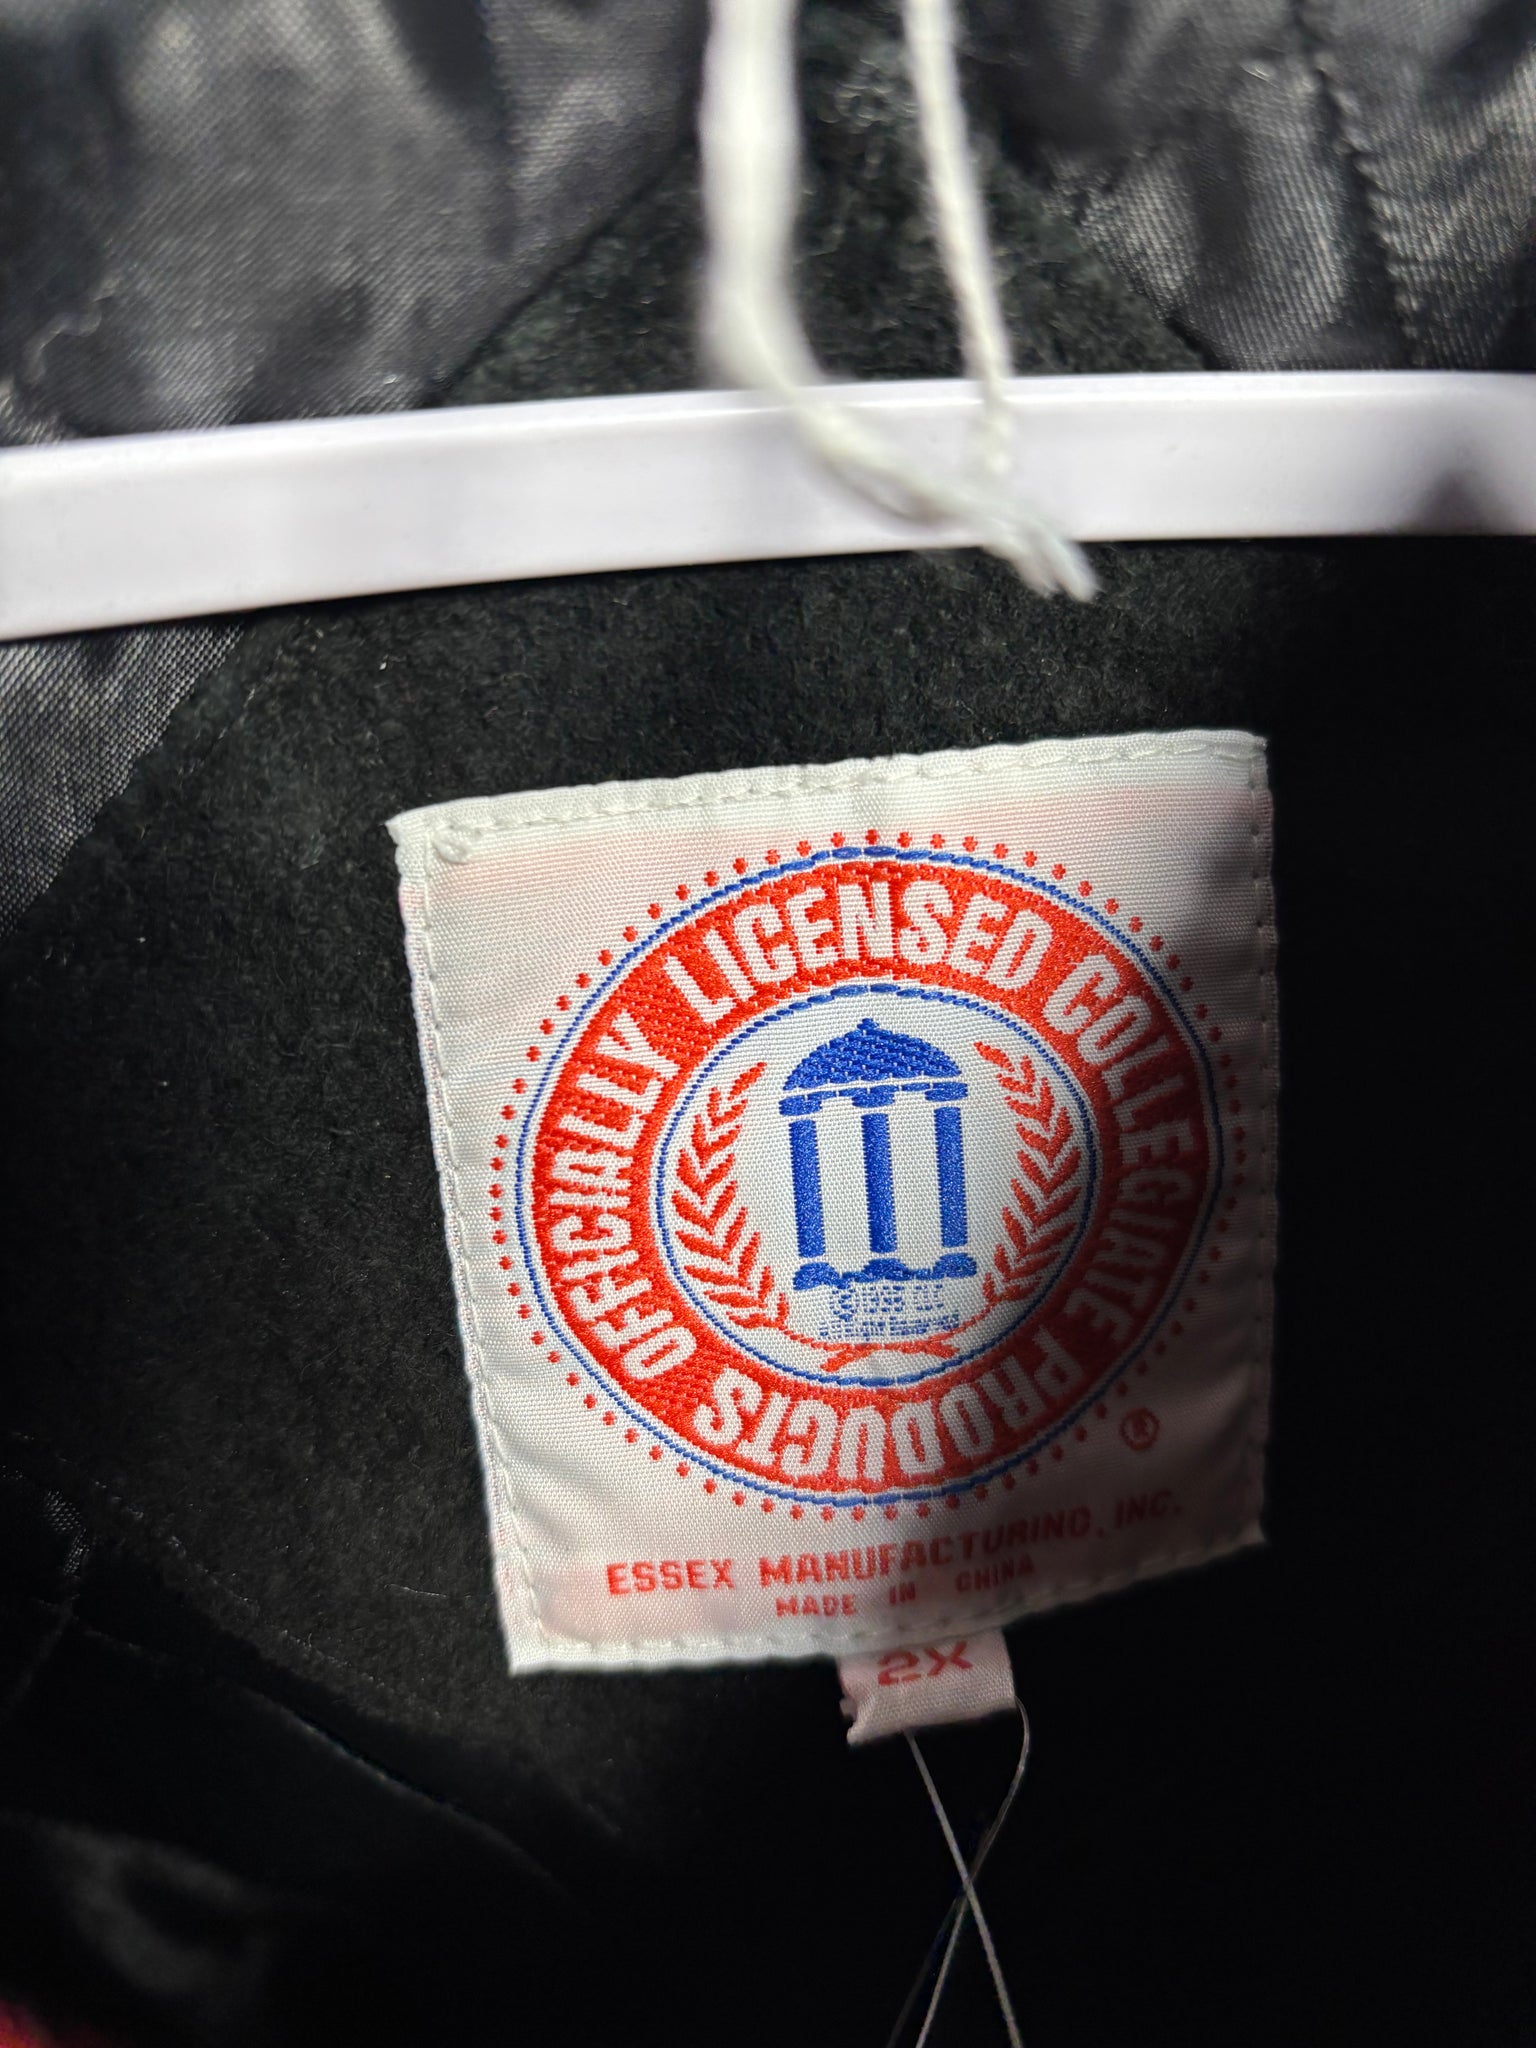 OFFICIALLY LICENSED COLLEGIATE PRODUCTS
®
ESSEX MANUFACTURING, INC.
MADE IN CHINA
2X